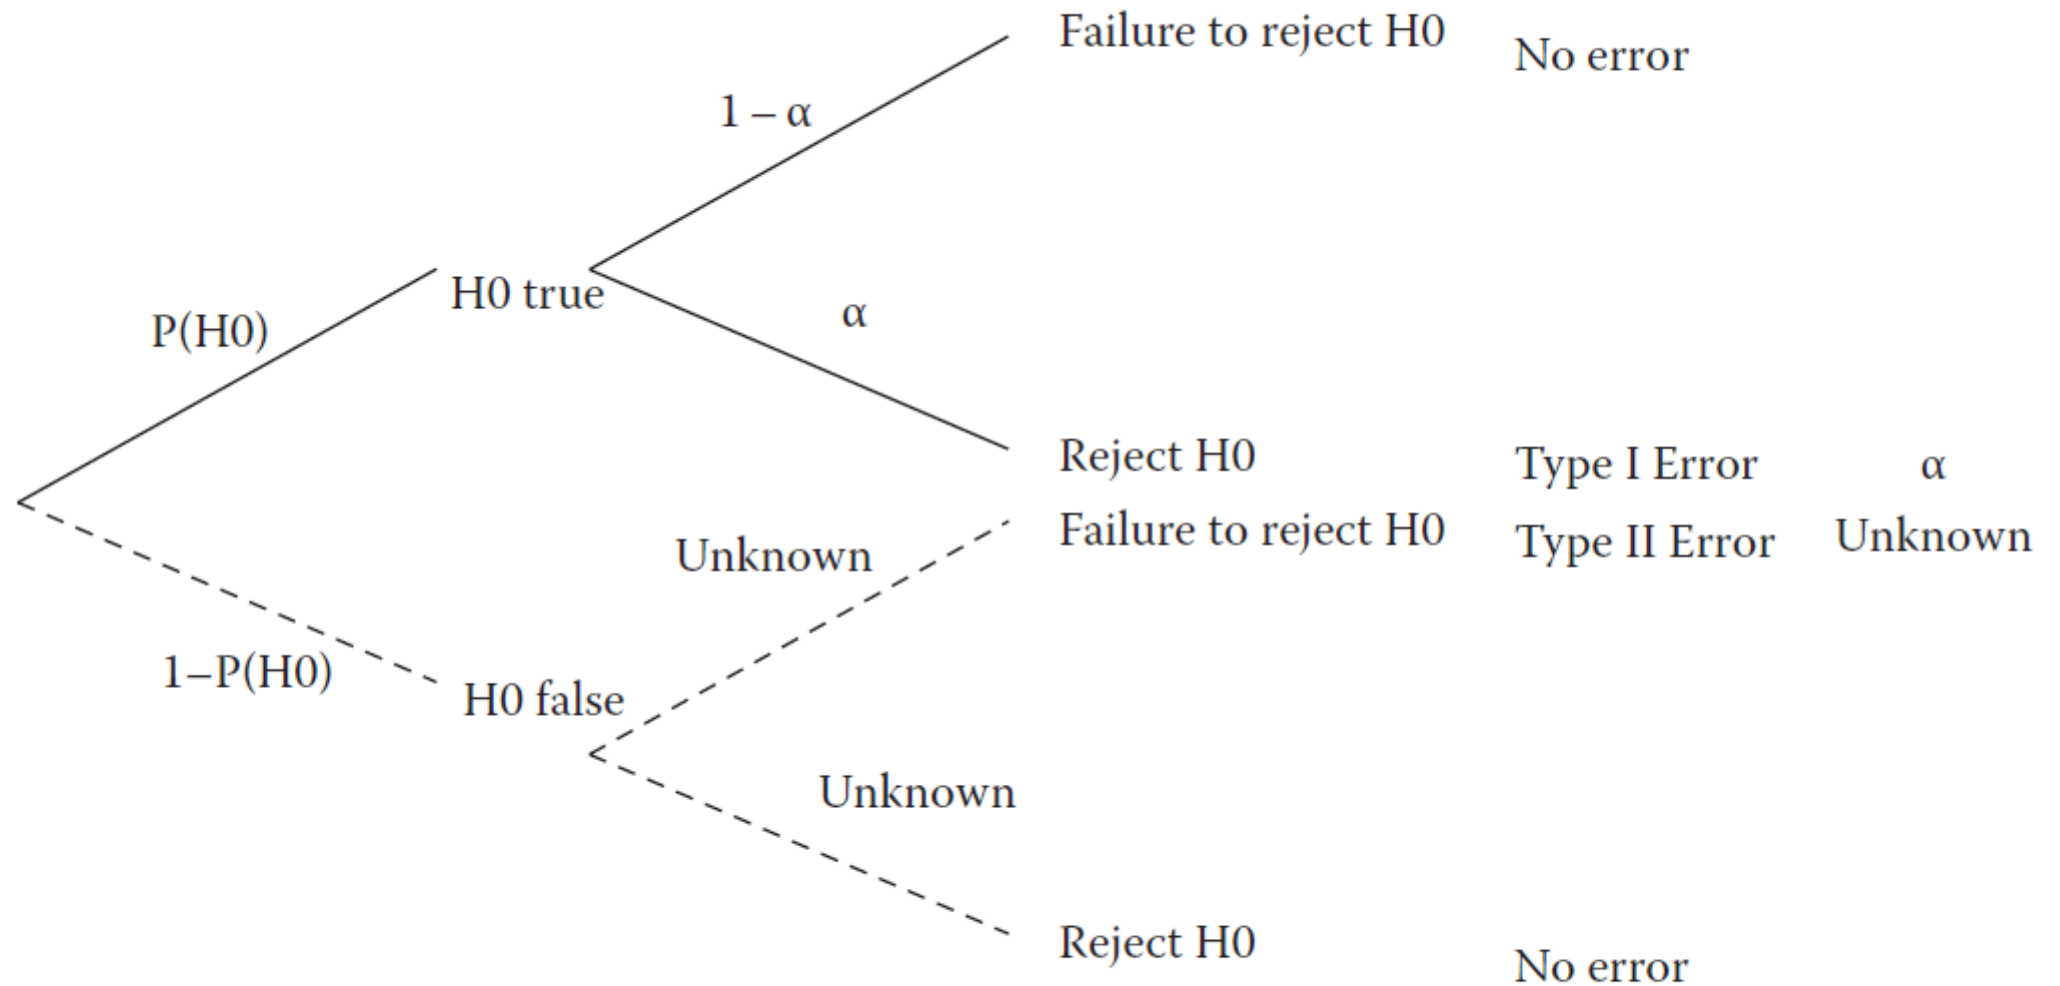 Failure to reject H0
No error
1 – α
P(H0)
H0 true
α
Reject H0
Type I Error
α
Unknown
Failure to reject H0
Type II Error
Unknown
1–P(H0)
H0 false
Unknown
Reject H0
No error